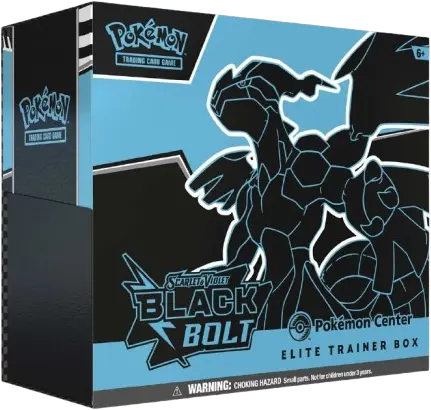 POKÉMON
TRADING CARD GAME
POKÉMON
TRADING CARD GAME
6+
SCARLET & VIOLET
BLACK
BOLT
Pokémon Center
ELITE TRAINER BOX
WARNING: CHOKING HAZARD Small parts. Not for children under 3 years.